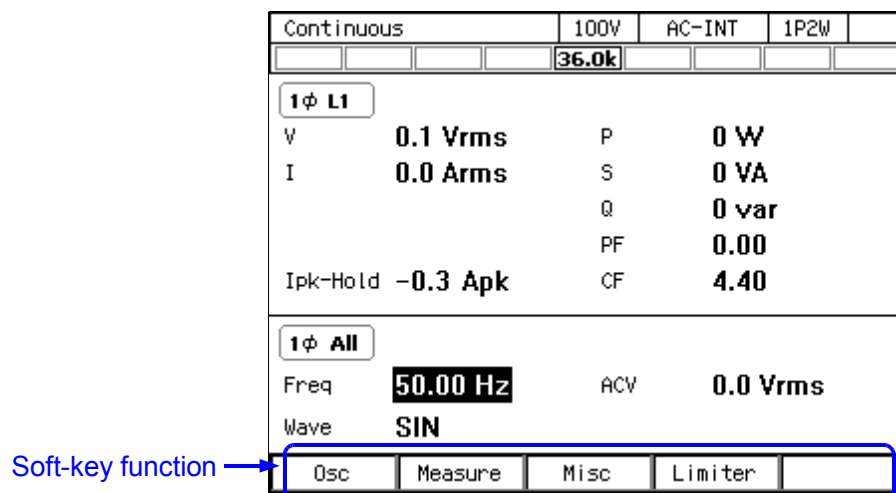 Continuous 100V AC-INT 1P2W
36.0k
1ϕ L1
V 0.1 Vrms P 0 W
I 0.0 Arms S 0 VA
Q 0 var
PF 0.00
Ipk-Hold -0.3 Apk CF 4.40
1ϕ All
Freq 50.00 Hz ACV 0.0 Vrms
Wave SIN
Soft-key function Osc Measure Misc Limiter